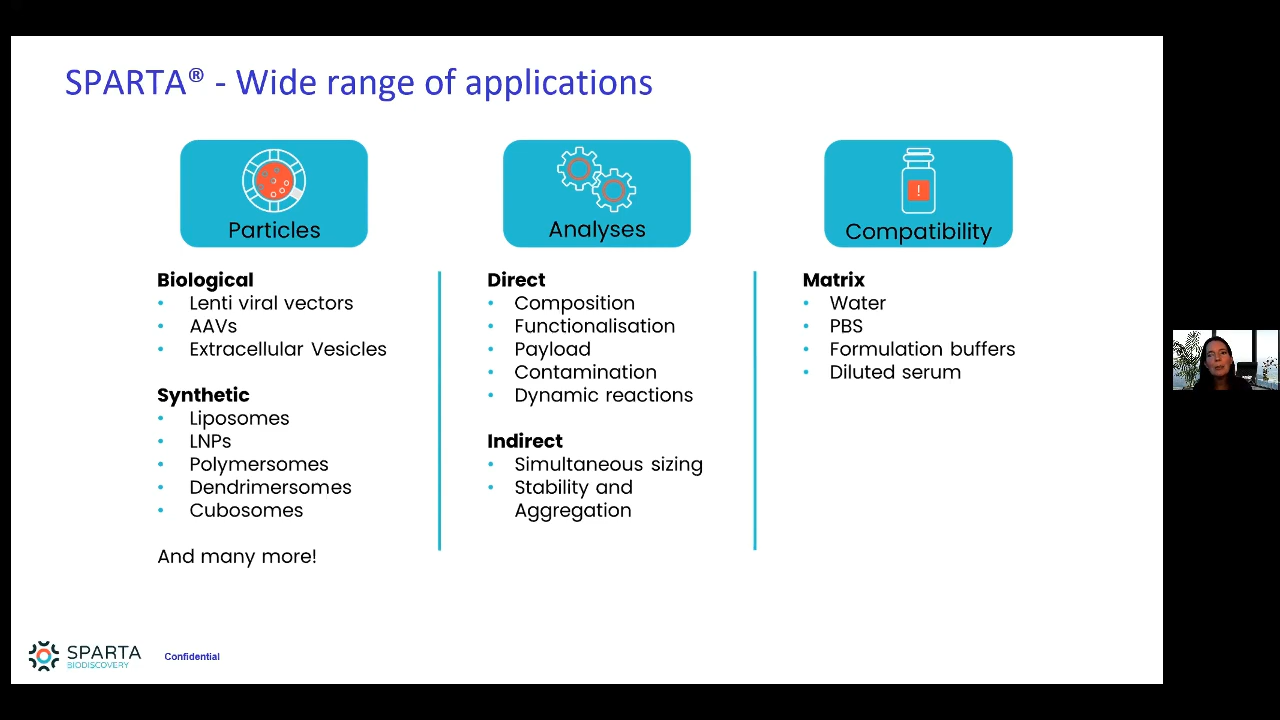 SPARTA® - Wide range of applications
Particles
Biological
• Lenti viral vectors
• AAVs
• Extracellular Vesicles
Synthetic
• Liposomes
• LNPs
• Polymersomes
• Dendrimersomes
• Cubosomes
And many more!
Analyses
Direct
• Composition
• Functionalisation
• Payload
• Contamination
• Dynamic reactions
Indirect
• Simultaneous sizing
• Stability and
Aggregation
!
Compatibility
Matrix
• Water
• PBS
• Formulation buffers
• Diluted serum
SPARTA
BIODISCOVERY
Confidential